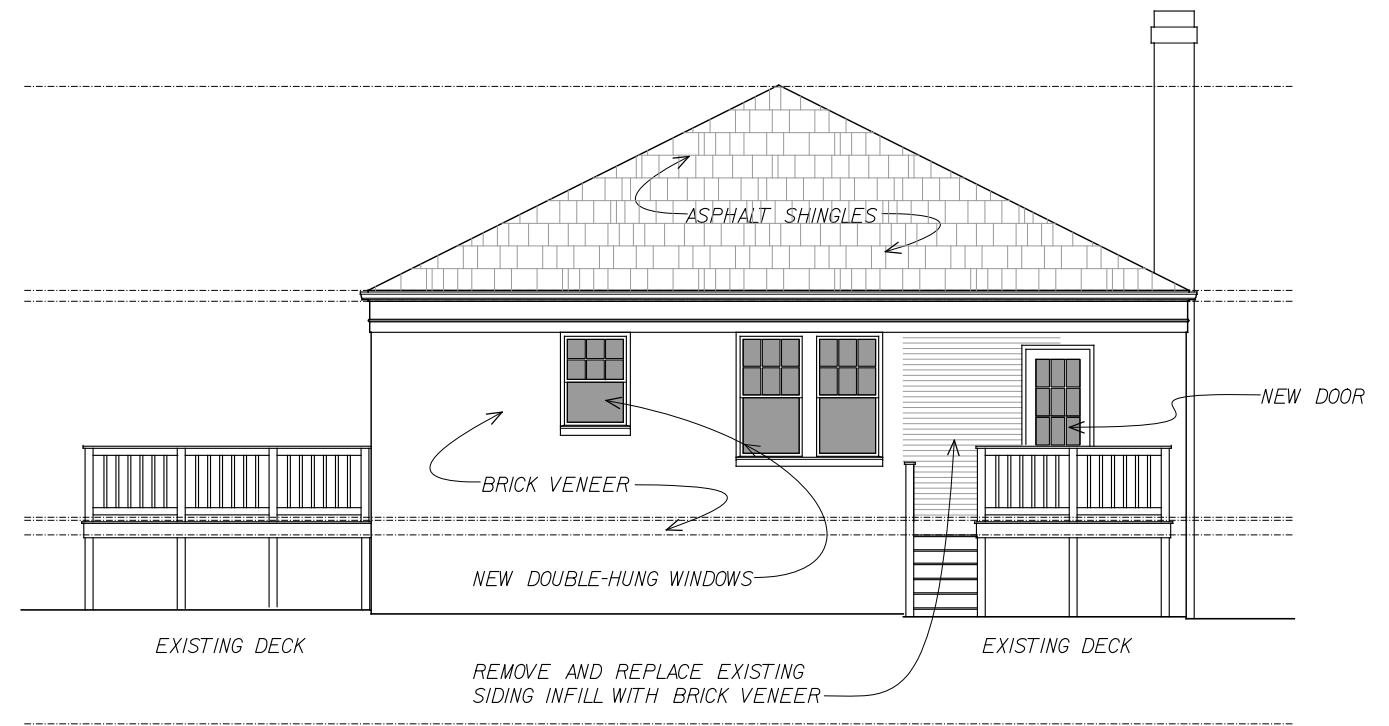 ASPHALT SHINGLES
NEW DOOR
BRICK VENEER
NEW DOUBLE-HUNG WINDOWS
EXISTING DECK
EXISTING DECK
REMOVE AND REPLACE EXISTING
SIDING INFILL WITH BRICK VENEER